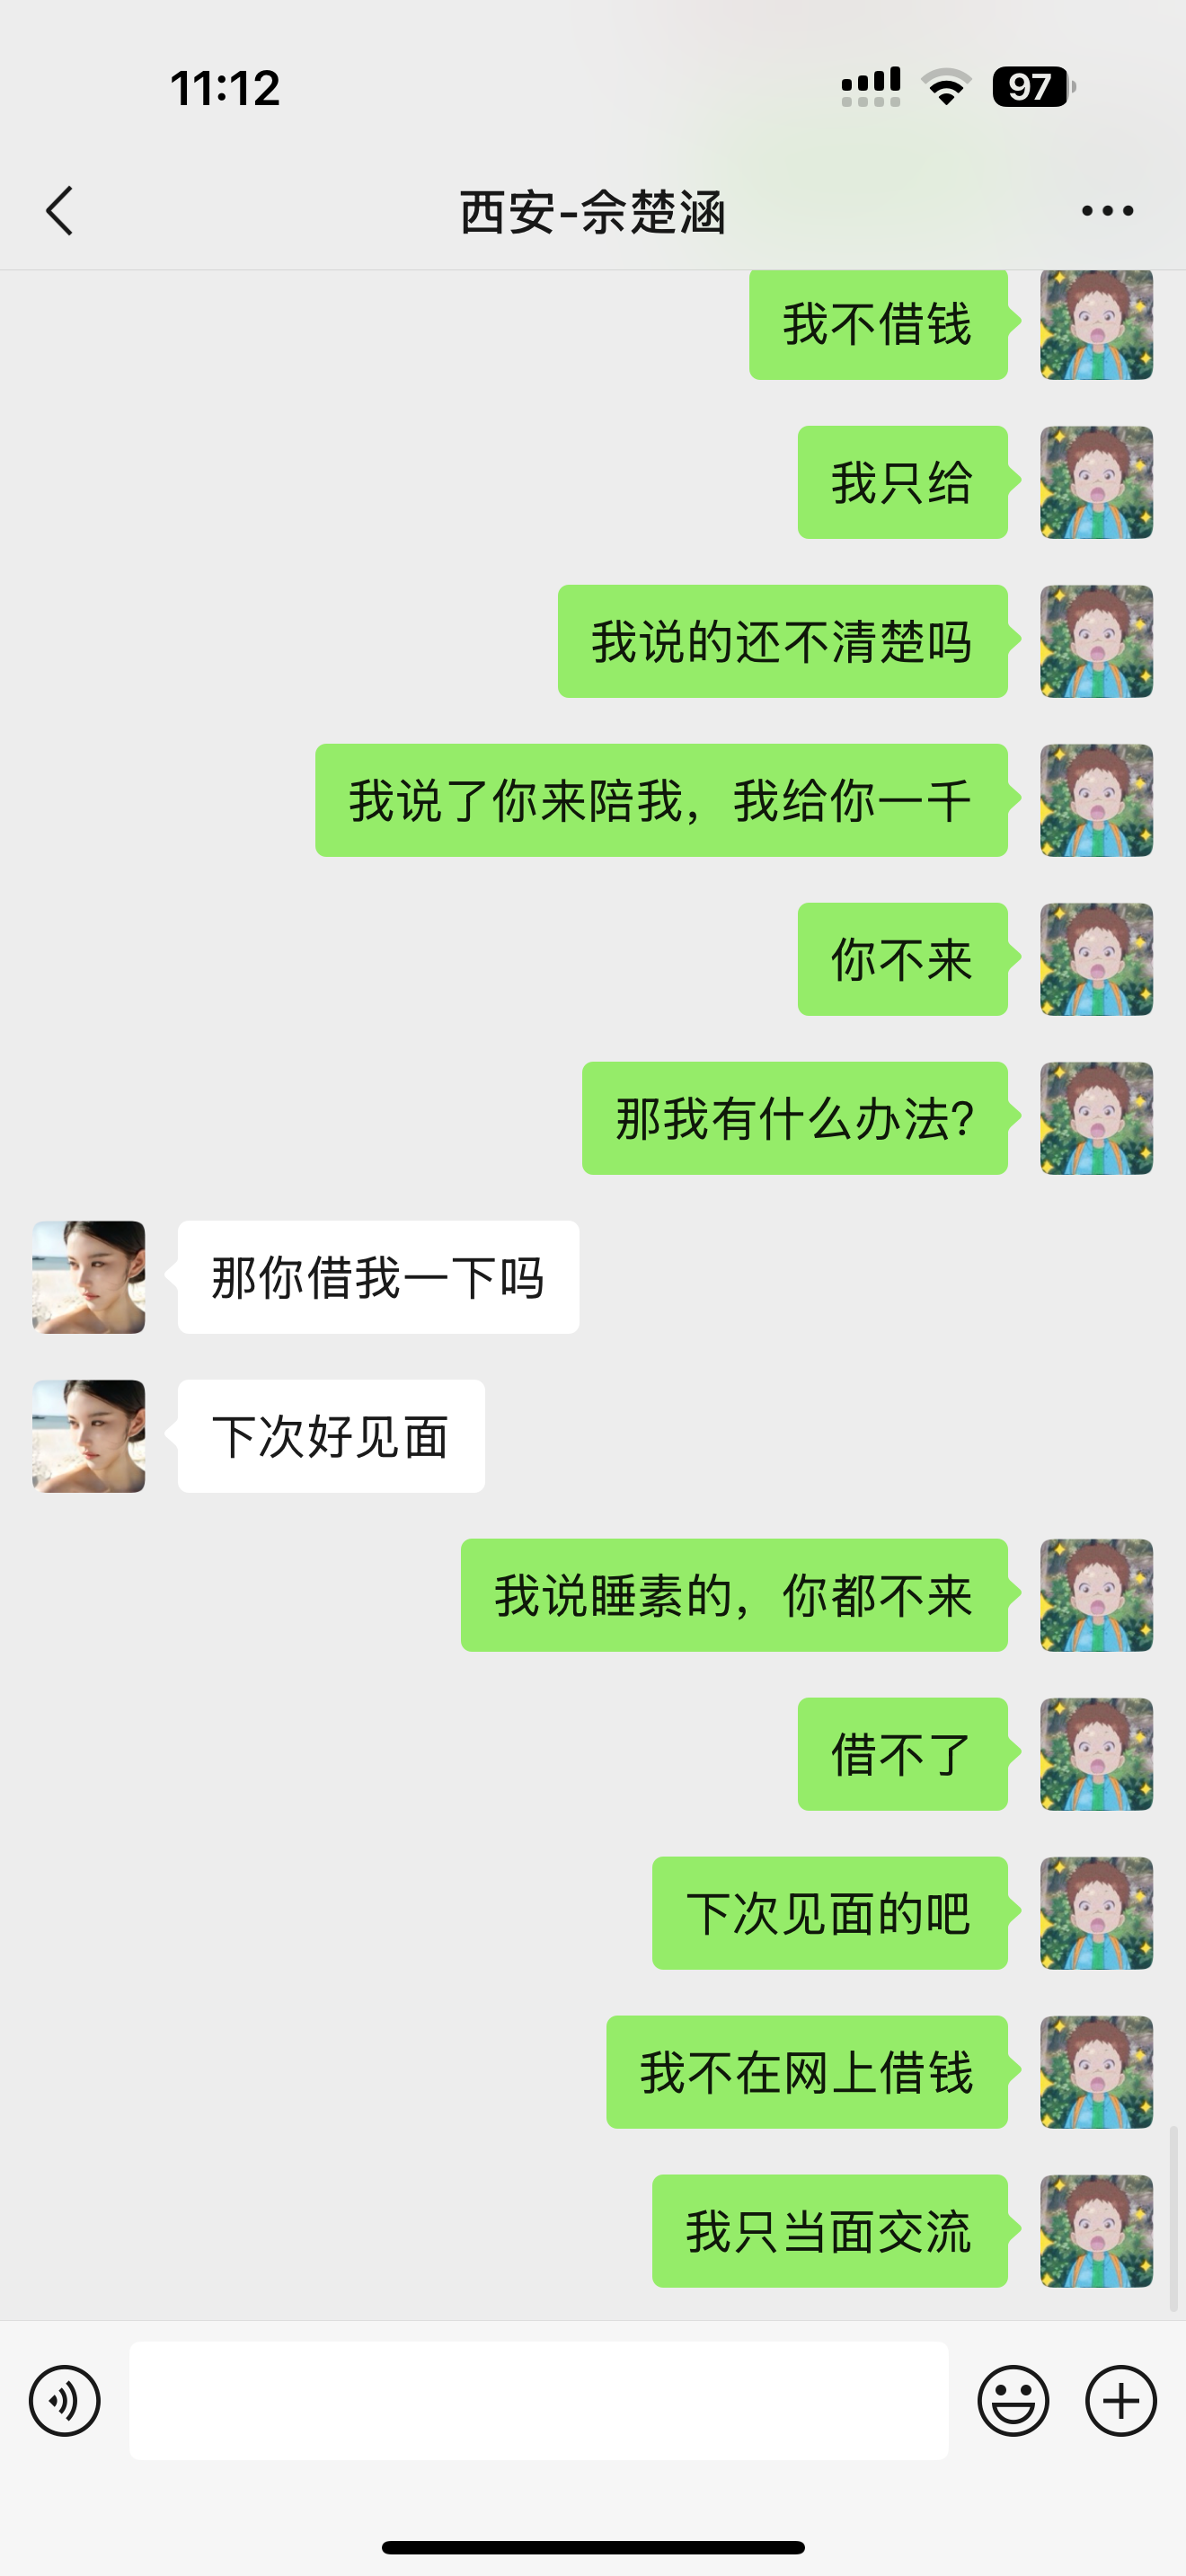 11:12
97
西安-佘楚涵
我不借钱
我只给
我说的还不清楚吗
我说了你来陪我，我给你一千
你不来
那我有什么办法?
那你借我一下吗
下次好见面
我说睡素的，你都不来
借不了
下次见面的吧
我不在网上借钱
我只当面交流